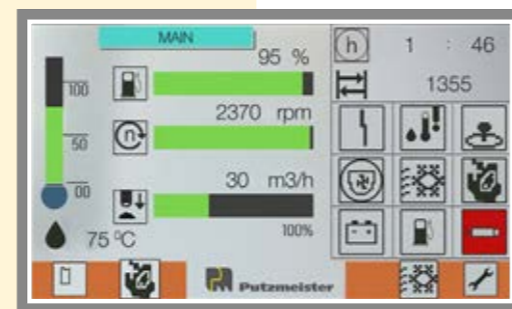 MAIN
95 %
h 1 : 46
1355
100
50
00
2370 rpm
n
30 m3/h
100%
75 °C
Putzmeister